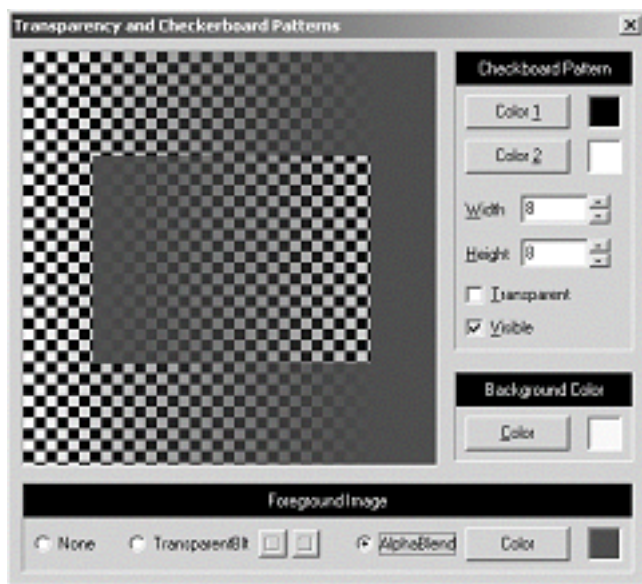 Transparency and Checkerboard Patterns
Checkboard Pattern
Color 1
Color 2
Width 8
Height 8
Transparent
Visible
Background Color
Color
Foreground Image
None TransparentBlt AlphaBlend Color